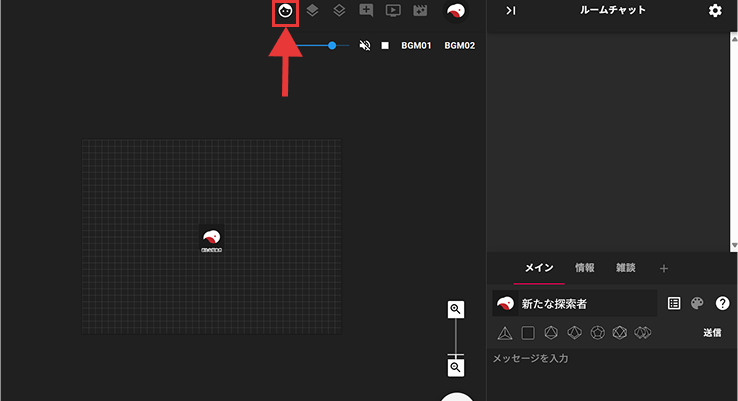 ルームチャット
BGM01 BGM02
メイン 情報 雑談 +
新たな探索者
送信
メッセージを入力